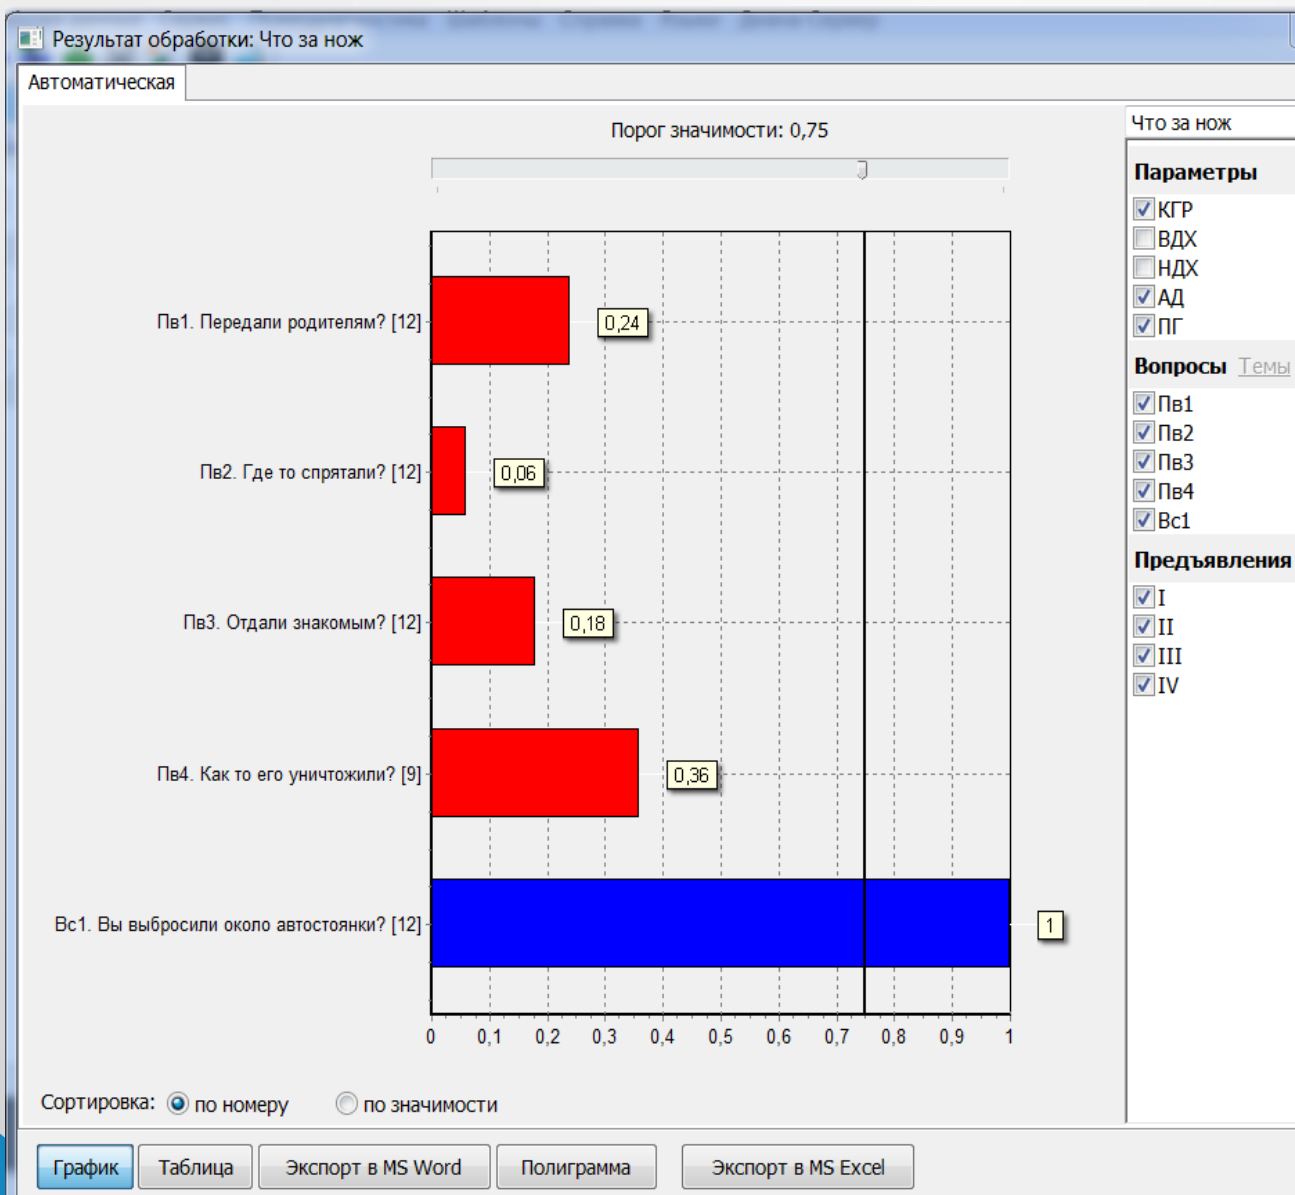 Результат обработки: Что за нож
Автоматическая
Порог значимости: 0,75
Пв1. Передали родителям? [12]
0,24
Пв2. Где то спрятали? [12]
0,06
Пв3. Отдали знакомым? [12]
0,18
Пв4. Как то его уничтожили? [9]
0,36
Вс1. Вы выбросили около автостоянки? [12]
1
0 0,1 0,2 0,3 0,4 0,5 0,6 0,7 0,8 0,9 1
Сортировка: по номеру по значимости
График Таблица Экспорт в MS Word Полиграмма Экспорт в MS Excel
Что за нож
Параметры
КГР
ВДХ
НДХ
АД
ПГ
Вопросы Темы
Пв1
Пв2
Пв3
Пв4
Вс1
Предъявления
I
II
III
IV